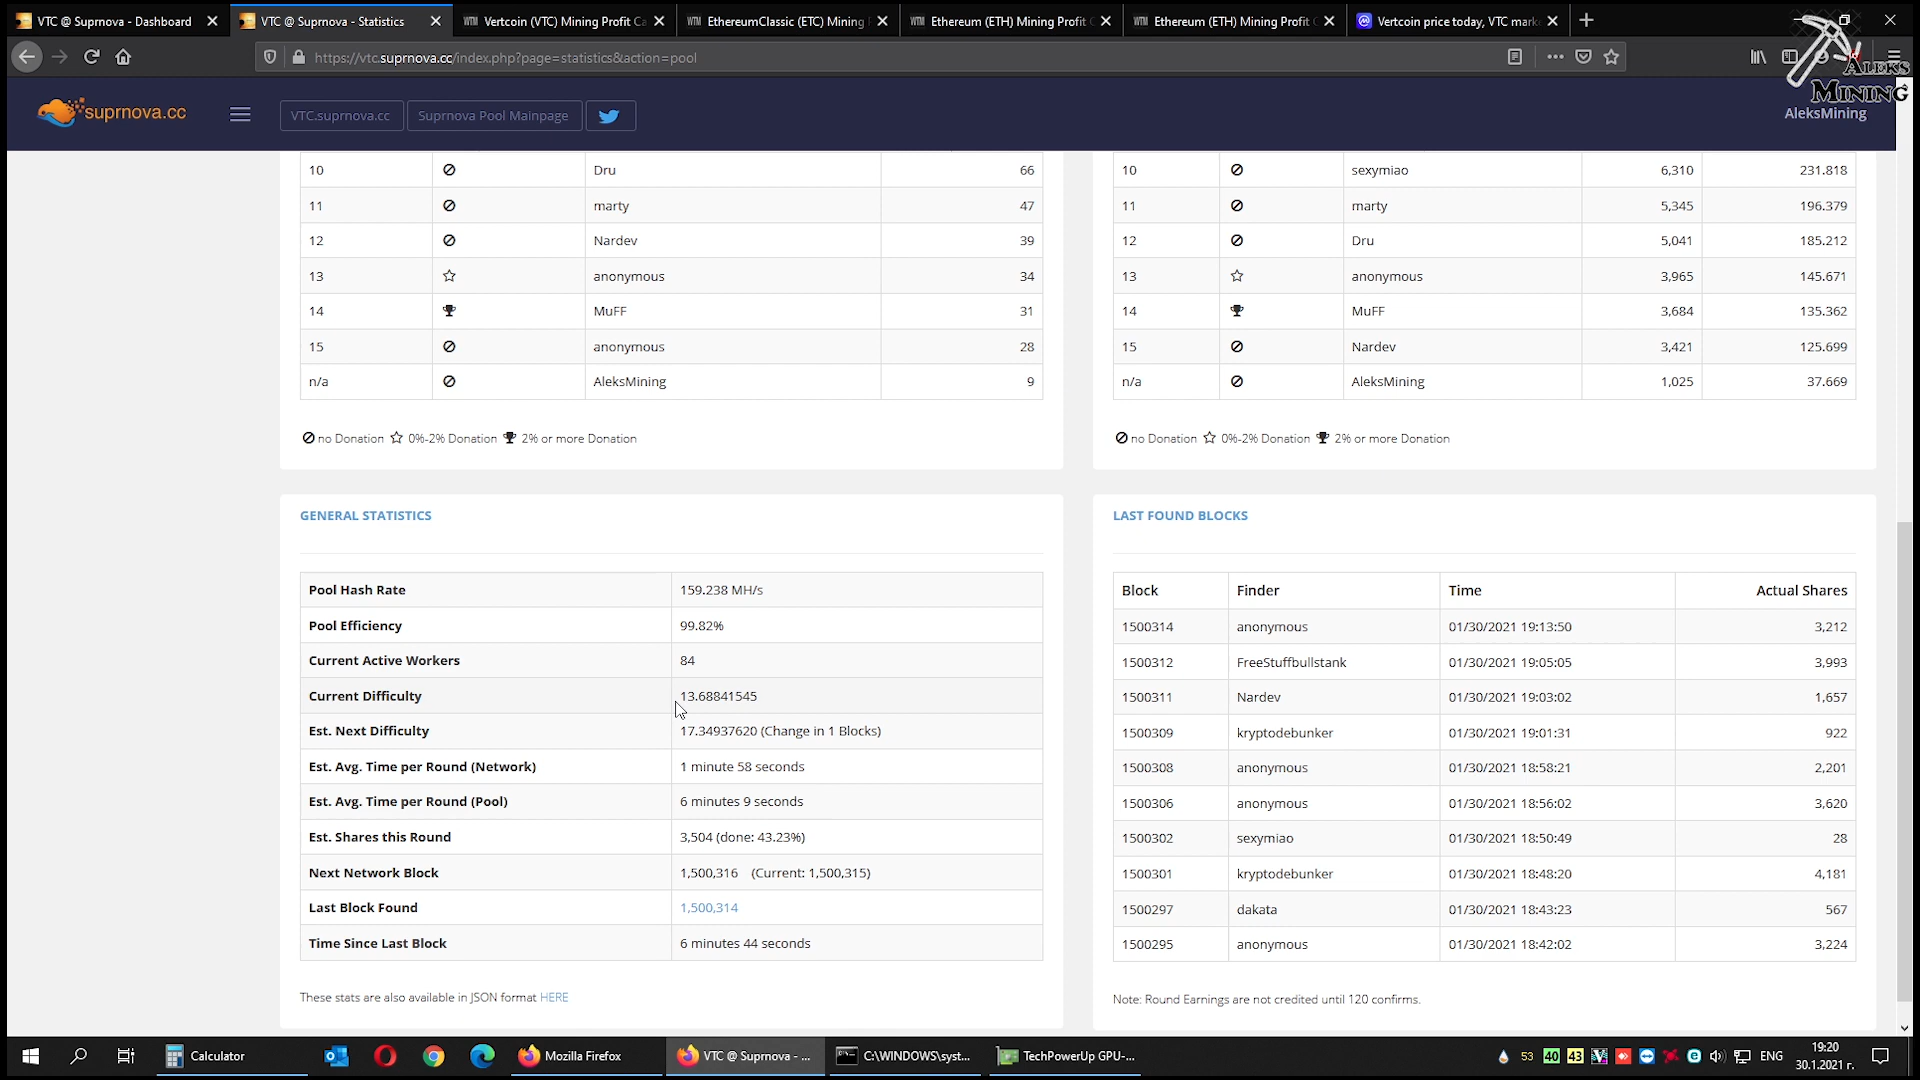 VTC @ Suprnova - Dashboard
VTC @ Suprnova - Statistics
WTM Vertcoin (VTC) Mining Profit Ca
WTM EthereumClassic (ETC) Mining
WTM Ethereum (ETH) Mining Profit C
WTM Ethereum (ETH) Mining Profit C
Vertcoin price today, VTC mark
https://vtc.suprnova.cc/index.php?page=statistics&action=pool
ALEKS
MINING
suprnova.cc
VTC.suprnova.cc
Suprnova Pool Mainpage
AleksMining
10 Dru 66
11 marty 47
12 Nardev 39
13 anonymous 34
14 MuFF 31
15 anonymous 28
n/a AleksMining 9
no Donation 0%-2% Donation 2% or more Donation
10 sexymiao 6,310 231.818
11 marty 5,345 196.379
12 Dru 5,041 185.212
13 anonymous 3,965 145.671
14 MuFF 3,684 135.362
15 Nardev 3,421 125.699
n/a AleksMining 1,025 37.669
no Donation 0%-2% Donation 2% or more Donation
GENERAL STATISTICS
Pool Hash Rate 159.238 MH/s
Pool Efficiency 99.82%
Current Active Workers 84
Current Difficulty 13.68841545
Est. Next Difficulty 17.34937620 (Change in 1 Blocks)
Est. Avg. Time per Round (Network) 1 minute 58 seconds
Est. Avg. Time per Round (Pool) 6 minutes 9 seconds
Est. Shares this Round 3,504 (done: 43.23%)
Next Network Block 1,500,316 (Current: 1,500,315)
Last Block Found 1,500,314
Time Since Last Block 6 minutes 44 seconds
These stats are also available in JSON format HERE
LAST FOUND BLOCKS
Block Finder Time Actual Shares
1500314 anonymous 01/30/2021 19:13:50 3,212
1500312 FreeStuffbullstank 01/30/2021 19:05:05 3,993
1500311 Nardev 01/30/2021 19:03:02 1,657
1500309 kryptodebunker 01/30/2021 19:01:31 922
1500308 anonymous 01/30/2021 18:58:21 2,201
1500306 anonymous 01/30/2021 18:56:02 3,620
1500302 sexymiao 01/30/2021 18:50:49 28
1500301 kryptodebunker 01/30/2021 18:48:20 4,181
1500297 dakata 01/30/2021 18:43:23 567
1500295 anonymous 01/30/2021 18:42:02 3,224
Note: Round Earnings are not credited until 120 confirms.
Calculator
Mozilla Firefox
VTC @ Suprnova - ...
C:\WINDOWS\syst...
TechPowerUp GPU-...
53 40 43
ENG
19:20
30.1.2021 г.